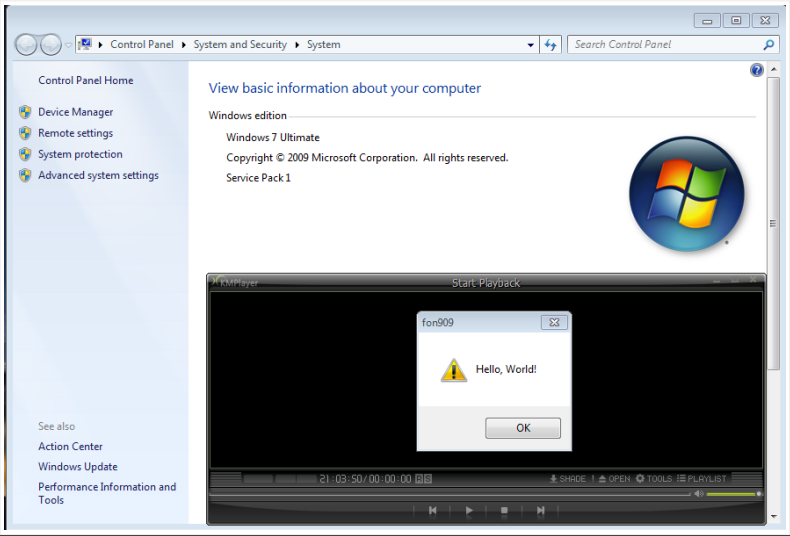 Control Panel ▸ System and Security ▸ System
Search Control Panel
Control Panel Home
Device Manager
Remote settings
System protection
Advanced system settings
View basic information about your computer
Windows edition
Windows 7 Ultimate
Copyright © 2009 Microsoft Corporation. All rights reserved.
Service Pack 1
KMPlayer
Start Playback
fon909
Hello, World!
OK
21:03:50/00:00:00 R S
SHADE
OPEN
TOOLS
PLAYLIST
See also
Action Center
Windows Update
Performance Information and
Tools